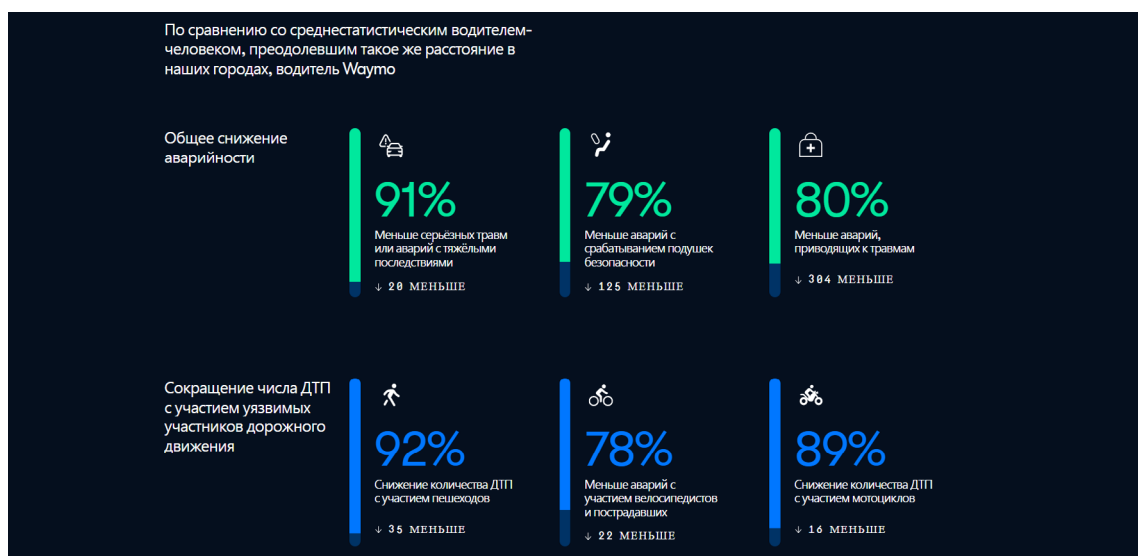 По сравнению со среднестатистическим водителем-
человеком, преодолевшим такое же расстояние в
наших городах, водитель Waymo
Общее снижение
аварийности
91%
Меньше серьёзных травм
или аварий с тяжёлыми
последствиями
↓ 20 МЕНЬШЕ
79%
Меньше аварий с
срабатыванием подушек
безопасности
↓ 125 МЕНЬШЕ
80%
Меньше аварий,
приводящих к травмам
↓ 304 МЕНЬШЕ
Сокращение числа ДТП
с участием уязвимых
участников дорожного
движения
92%
Снижение количества ДТП
с участием пешеходов
↓ 35 МЕНЬШЕ
78%
Меньше аварий с
участием велосипедистов
и пострадавших
↓ 22 МЕНЬШЕ
89%
Снижение количества ДТП
с участием мотоциклов
↓ 16 МЕНЬШЕ